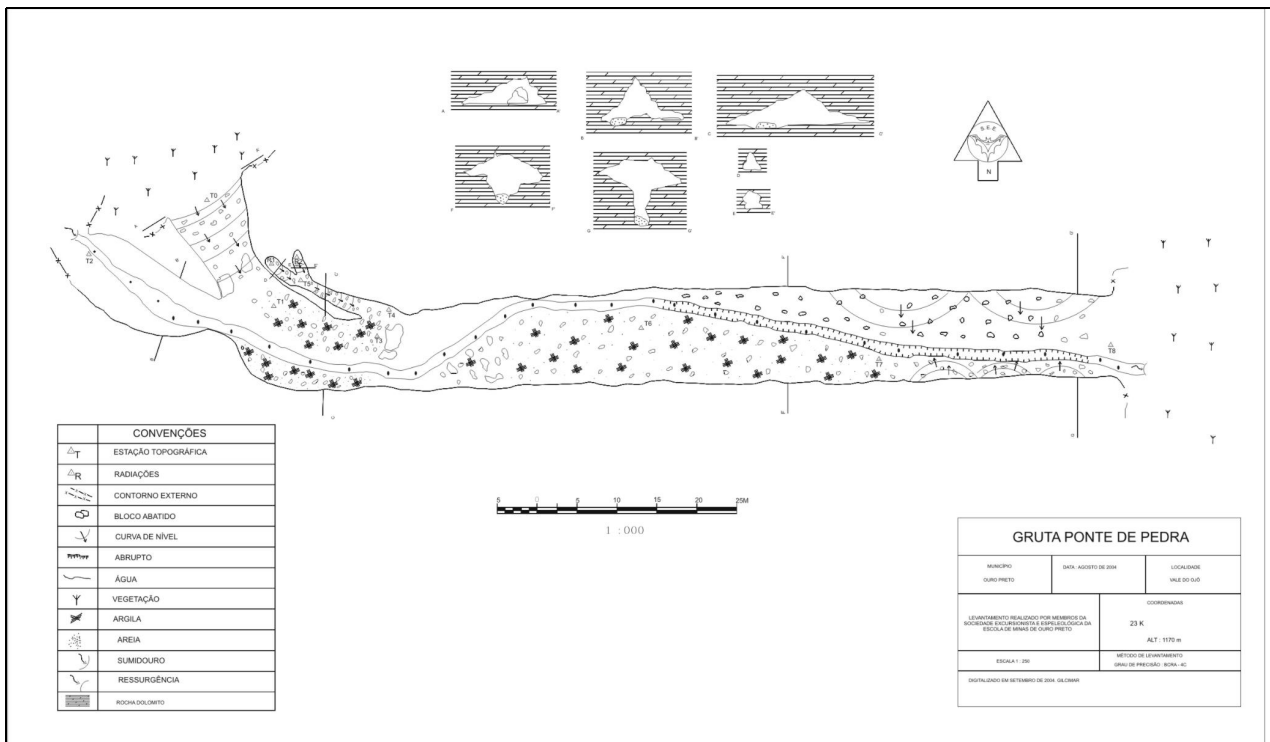 A A'
B B'
C C'
D
F F'
G G'
E E'
S E E
N
T0
T2
R1
T5
T1
T4
T3
T6
T7
T8
5 0 5 10 15 20 25M
1 :000
CONVENÇÕES
T ESTAÇÃO TOPOGRÁFICA
R RADIAÇÕES
CONTORNO EXTERNO
BLOCO ABATIDO
CURVA DE NÍVEL
ABRUPTO
ÁGUA
VEGETAÇÃO
ARGILA
AREIA
SUMIDOURO
RESSURGÊNCIA
ROCHA DOLOMITO
GRUTA PONTE DE PEDRA
MUNICÍPIO
OURO PRETO
DATA : AGOSTO DE 2004
LOCALIDADE
VALE DO OJÔ
LEVANTAMENTO REALIZADO POR MEMBROS DA
SOCIEDADE EXCURSIONISTA E ESPELEOLÓGICA DA
ESCOLA DE MINAS DE OURO PRETO
COORDENADAS
23 K
ALT : 1170 m
ESCALA 1 : 250
MÉTODO DE LEVANTAMENTO
GRAU DE PRECISÃO : BCRA - 4C
DIGITALIZADO EM SETEMBRO DE 2004. GILCIMAR